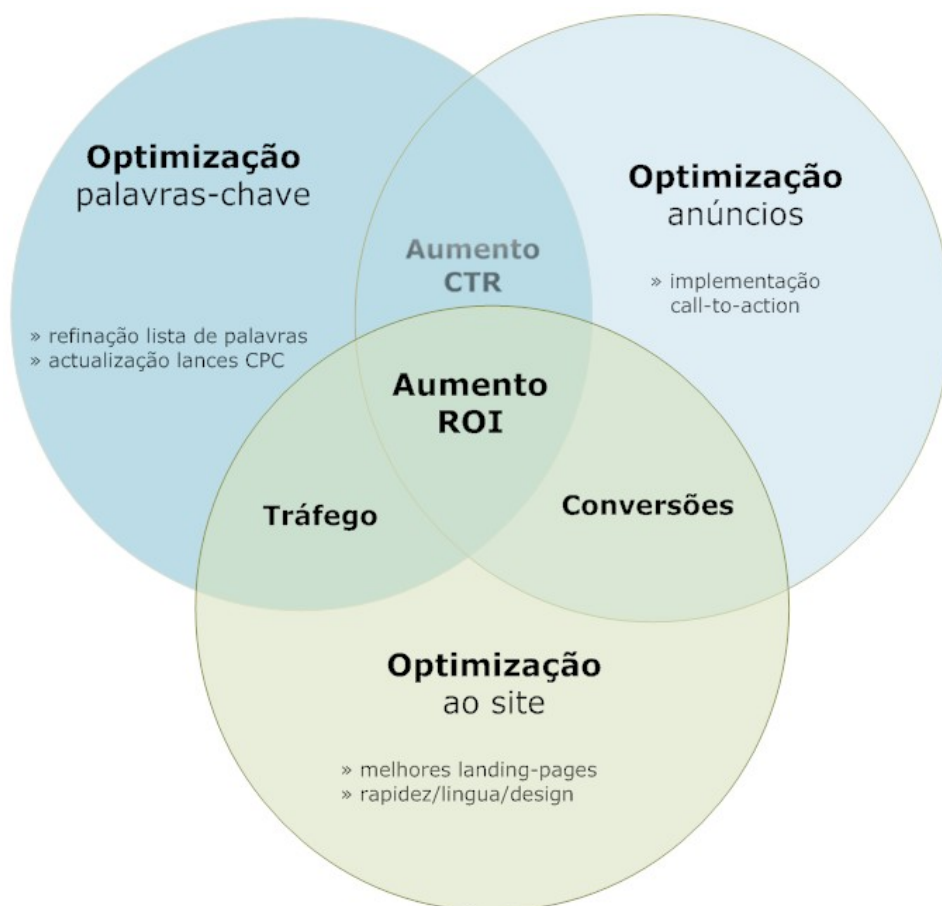 Optimização
palavras-chave
» refinação lista de palavras
» actualização lances CPC
Aumento
CTR
Optimização
anúncios
» implementação
call-to-action
Aumento
ROI
Tráfego
Conversões
Optimização
ao site
» melhores landing-pages
» rapidez/lingua/design